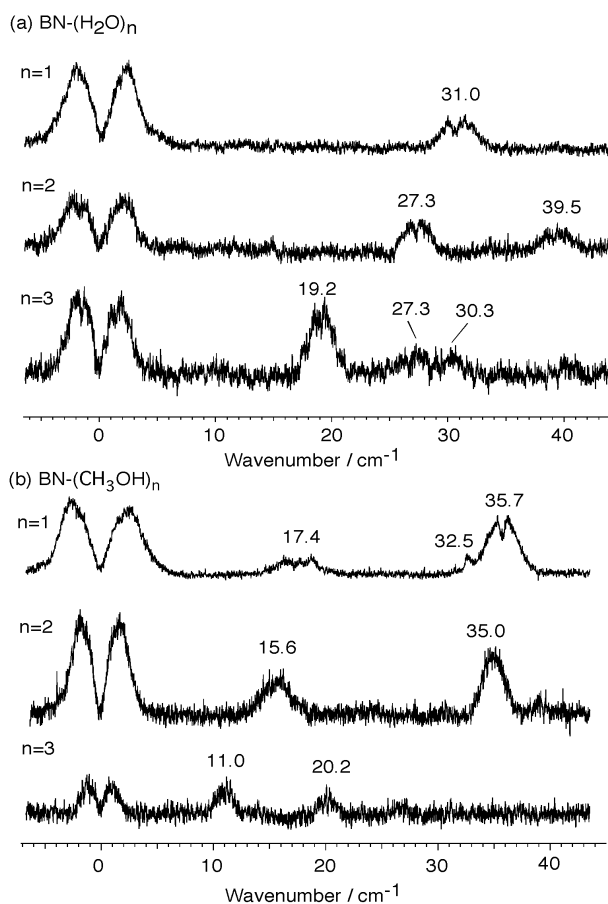 (a) BN-(H₂O)ₙ
n=1
31.0
n=2
27.3
39.5
n=3
19.2
27.3
30.3
0 10 20 30 40
Wavenumber / cm⁻¹
(b) BN-(CH₃OH)ₙ
n=1
17.4
32.5
35.7
n=2
15.6
35.0
n=3
11.0
20.2
0 10 20 30 40
Wavenumber / cm⁻¹